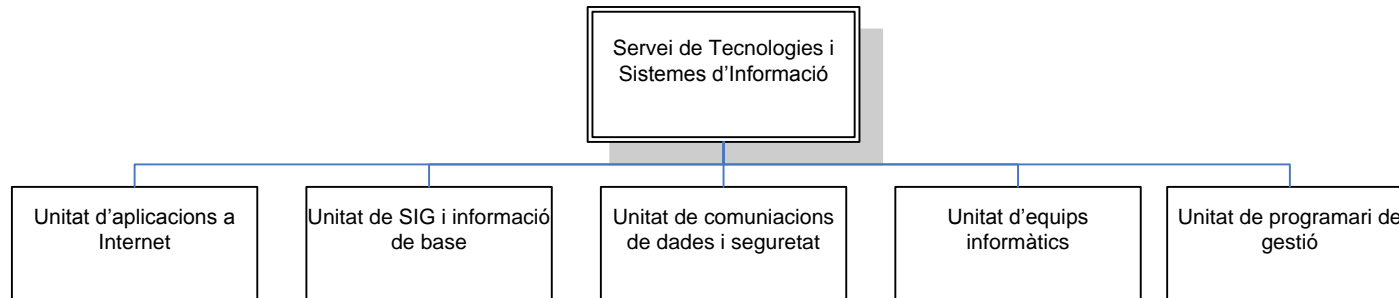 Servei de Tecnologies i
Sistemes d’Informació
Unitat d’aplicacions a
Internet
Unitat de SIG i informació
de base
Unitat de comuniacions
de dades i seguretat
Unitat d’equips
informàtics
Unitat de programari de
gestió